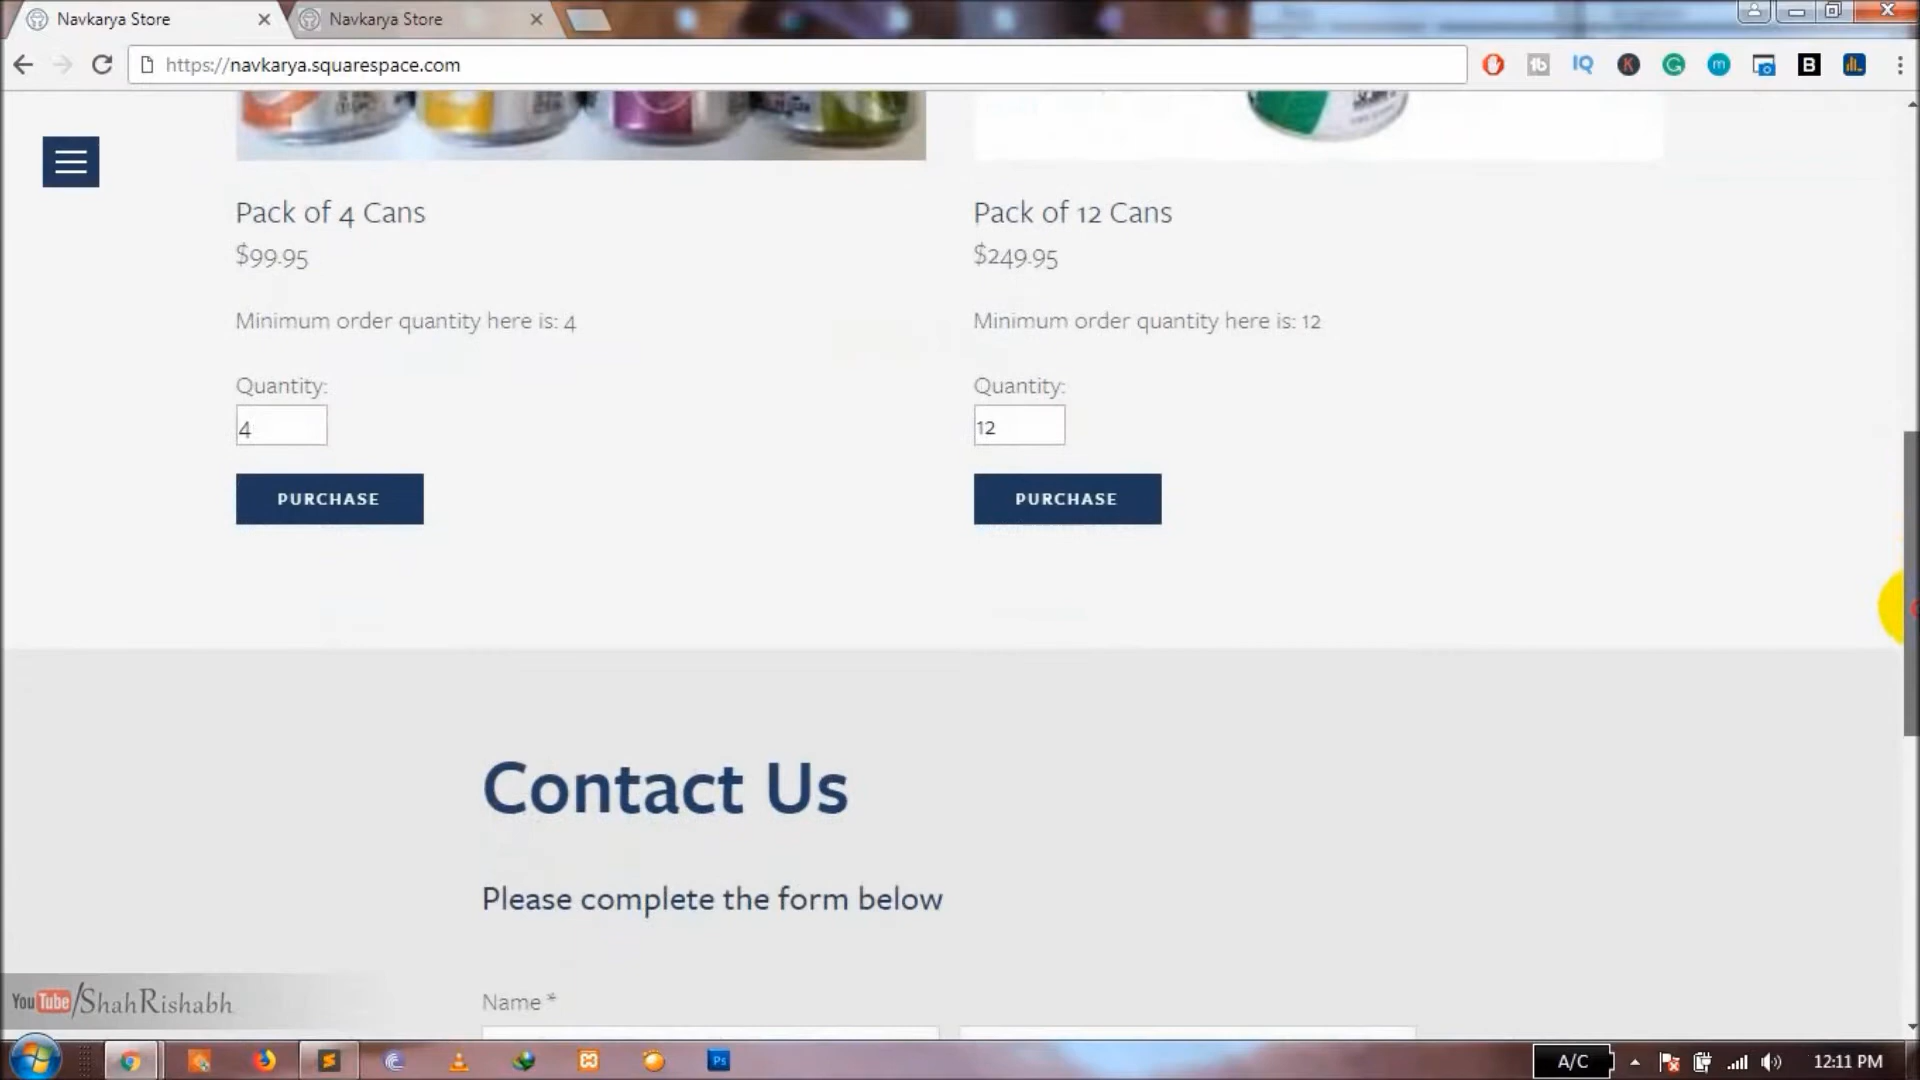 Navkarya Store
Navkarya Store
https://navkarya.squarespace.com
Pack of 4 Cans
$99.95
Minimum order quantity here is: 4
Quantity:
4
PURCHASE
Pack of 12 Cans
$249.95
Minimum order quantity here is: 12
Quantity:
12
PURCHASE
Contact Us
Please complete the form below
Name *
YouTube/ShahRishabh
A/C
12:11 PM